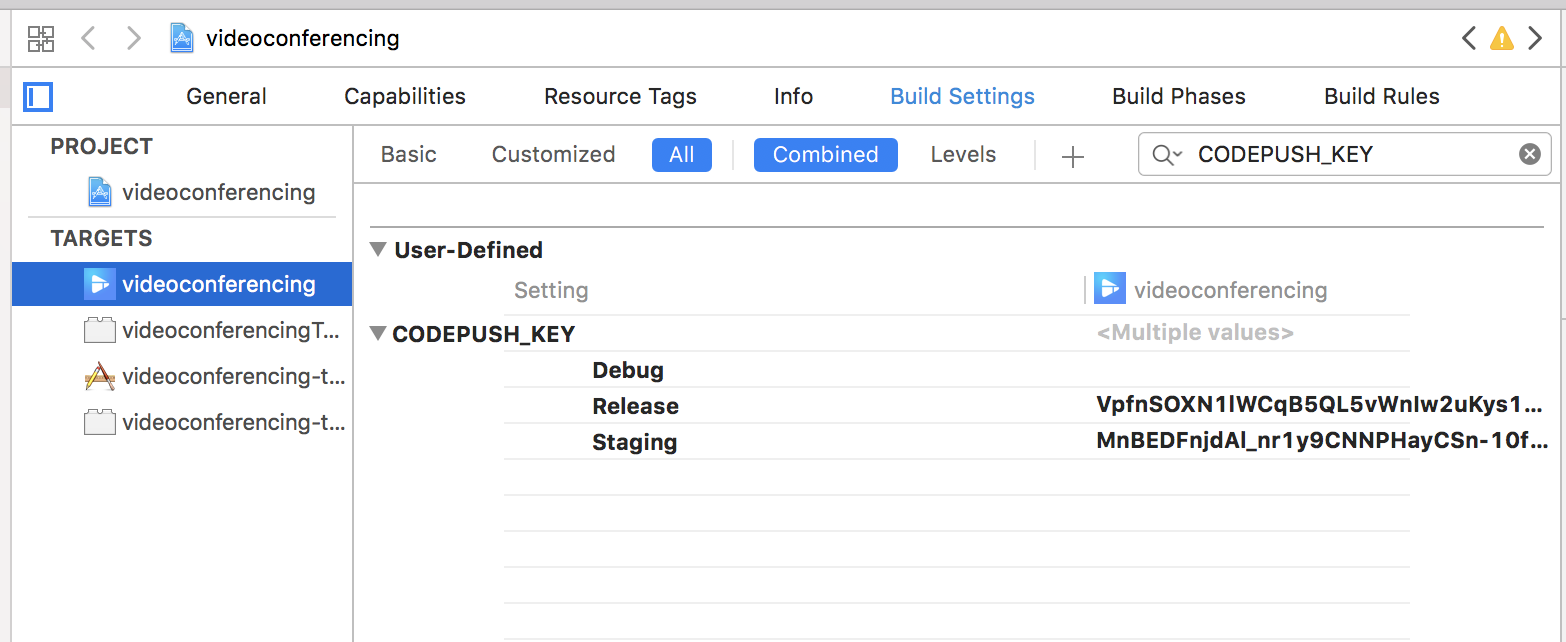 videoconferencing
General Capabilities Resource Tags Info Build Settings Build Phases Build Rules
PROJECT
videoconferencing
TARGETS
videoconferencing
videoconferencingT...
videoconferencing-t...
videoconferencing-t...
Basic Customized All Combined Levels CODEPUSH_KEY
User-Defined
Setting videoconferencing
CODEPUSH_KEY <Multiple values>
Debug
Release VpfnSOXN1lWCqB5QL5vWnIw2uKys1...
Staging MnBEDFnjdAl_nr1y9CNNPHayCSn-10f...